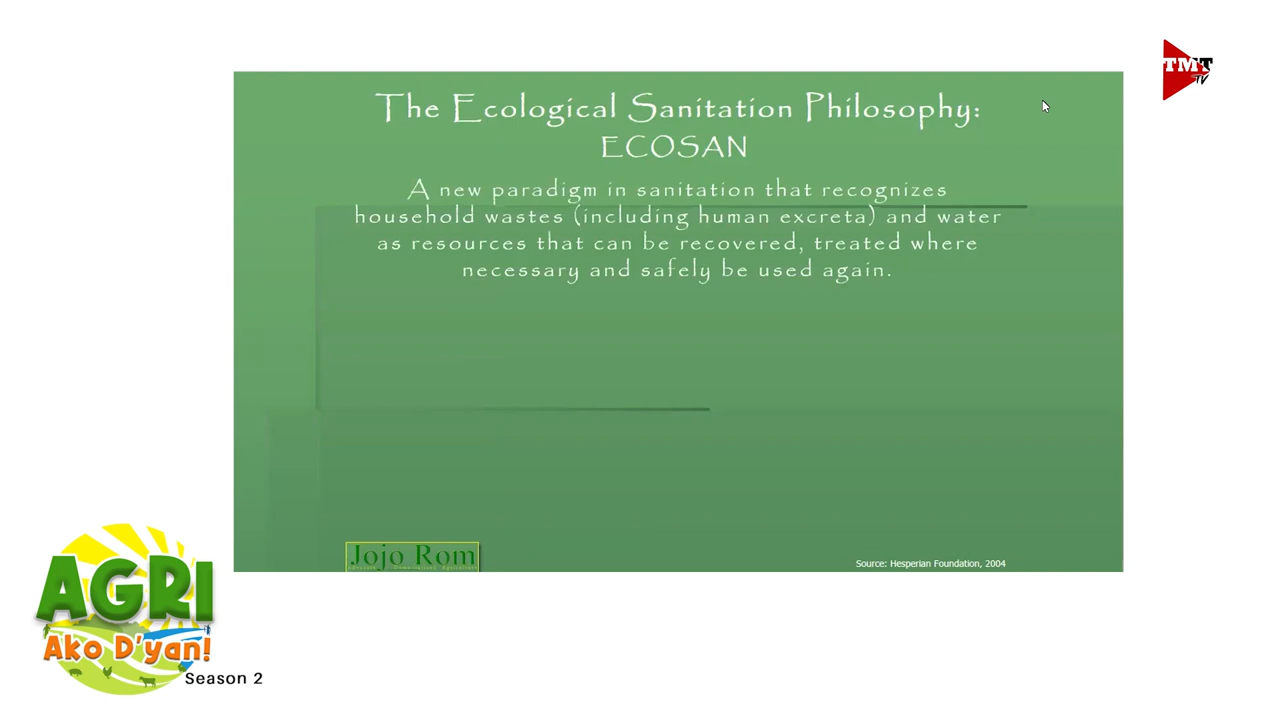 TMT
TV
The Ecological Sanitation Philosophy:
ECOSAN
A new paradigm in sanitation that recognizes
household wastes (including human excreta) and water
as resources that can be recovered, treated where
necessary and safely be used again.
Jojo Rom
Source: Hesperian Foundation, 2004
AGRI
Ako D'yan!
Season 2